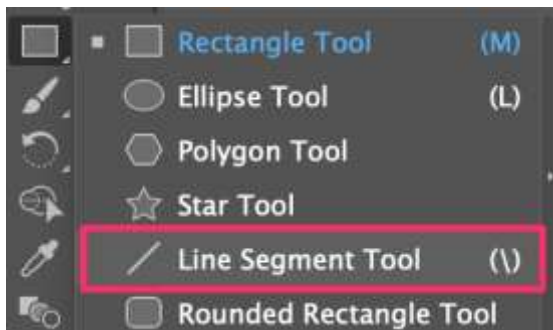 Rectangle Tool (M)
Ellipse Tool (L)
Polygon Tool
Star Tool
Line Segment Tool (\)
Rounded Rectangle Tool